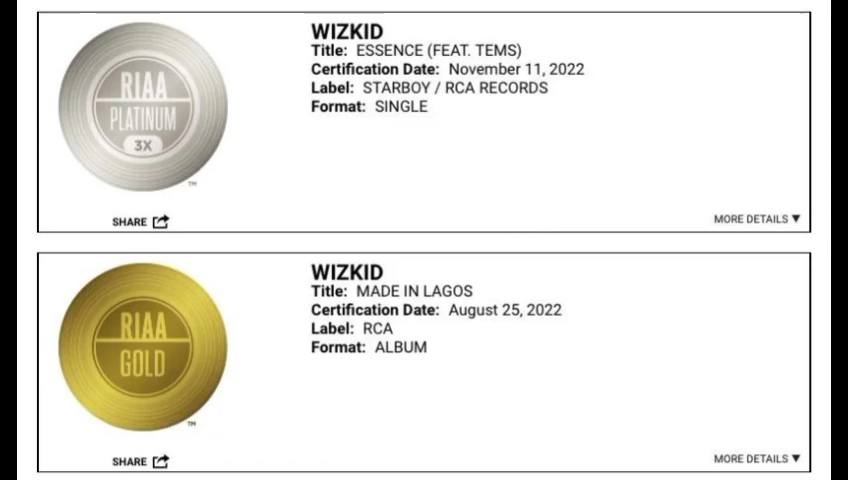 WIZKID
Title: ESSENCE (FEAT. TEMS)
Certification Date: November 11, 2022
Label: STARBOY / RCA RECORDS
Format: SINGLE
RIAA
PLATINUM
3X
TM
SHARE
MORE DETAILS ▼
WIZKID
Title: MADE IN LAGOS
Certification Date: August 25, 2022
Label: RCA
Format: ALBUM
RIAA
GOLD
TM
SHARE
MORE DETAILS ▼